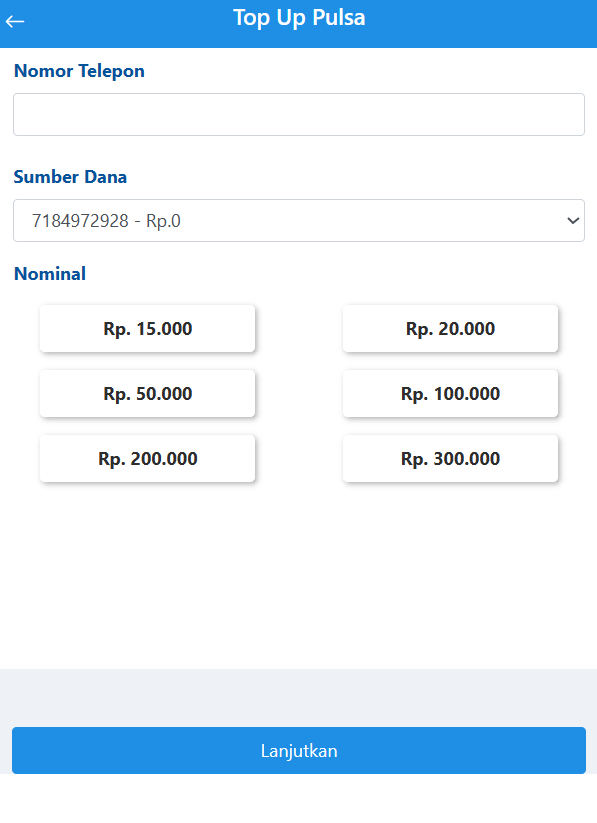 Top Up Pulsa
Nomor Telepon
Sumber Dana
7184972928 - Rp.0
Nominal
Rp. 15.000
Rp. 20.000
Rp. 50.000
Rp. 100.000
Rp. 200.000
Rp. 300.000
Lanjutkan